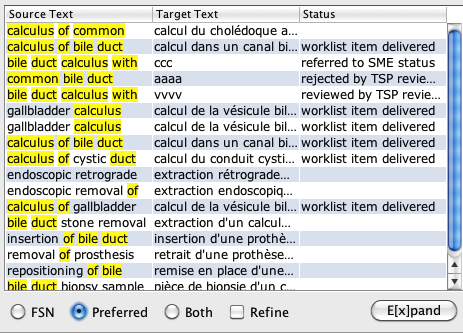 Source Text Target Text Status
calculus of common calcul du cholédoque a...
calculus of bile duct calcul dans un canal bi... worklist item delivered
bile duct calculus with ccc referred to SME status
common bile duct aaaa rejected by TSP revie...
bile duct calculus with vvvv reviewed by TSP revie...
gallbladder calculus calcul de la vésicule bil... worklist item delivered
gallbladder calculus calcul de la vésicule bil... worklist item delivered
calculus of bile duct calcul dans un canal bi... worklist item delivered
calculus of cystic duct calcul du conduit cysti... worklist item delivered
endoscopic retrograde extraction rétrograde...
endoscopic removal of extraction endoscopiq...
calculus of gallbladder calcul de la vésicule bil... worklist item delivered
bile duct stone removal extraction d'un calcul...
insertion of bile duct insertion d'une prothè...
removal of prosthesis retrait d'une prothèse...
repositioning of bile remise en place d'une...
bile duct biopsy sample pièce de biopsie d'un c...
FSN Preferred Both Refine E[x]pand